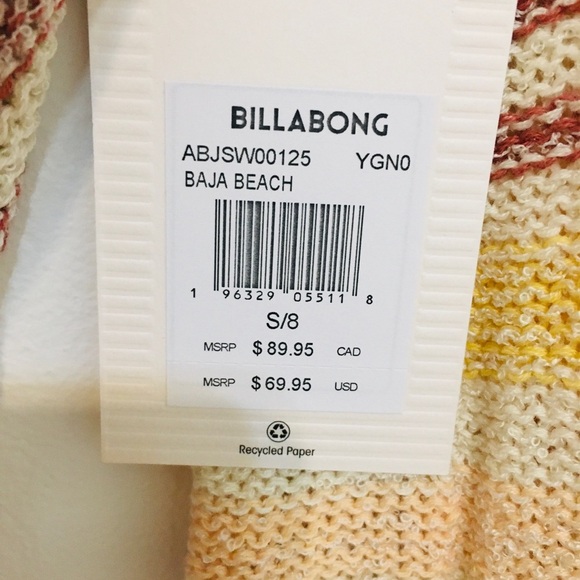 BILLABONG
ABJSW00125 YGN0
BAJA BEACH
1 96329 05511 8
S/8
MSRP $89.95 CAD
MSRP $69.95 USD
Recycled Paper